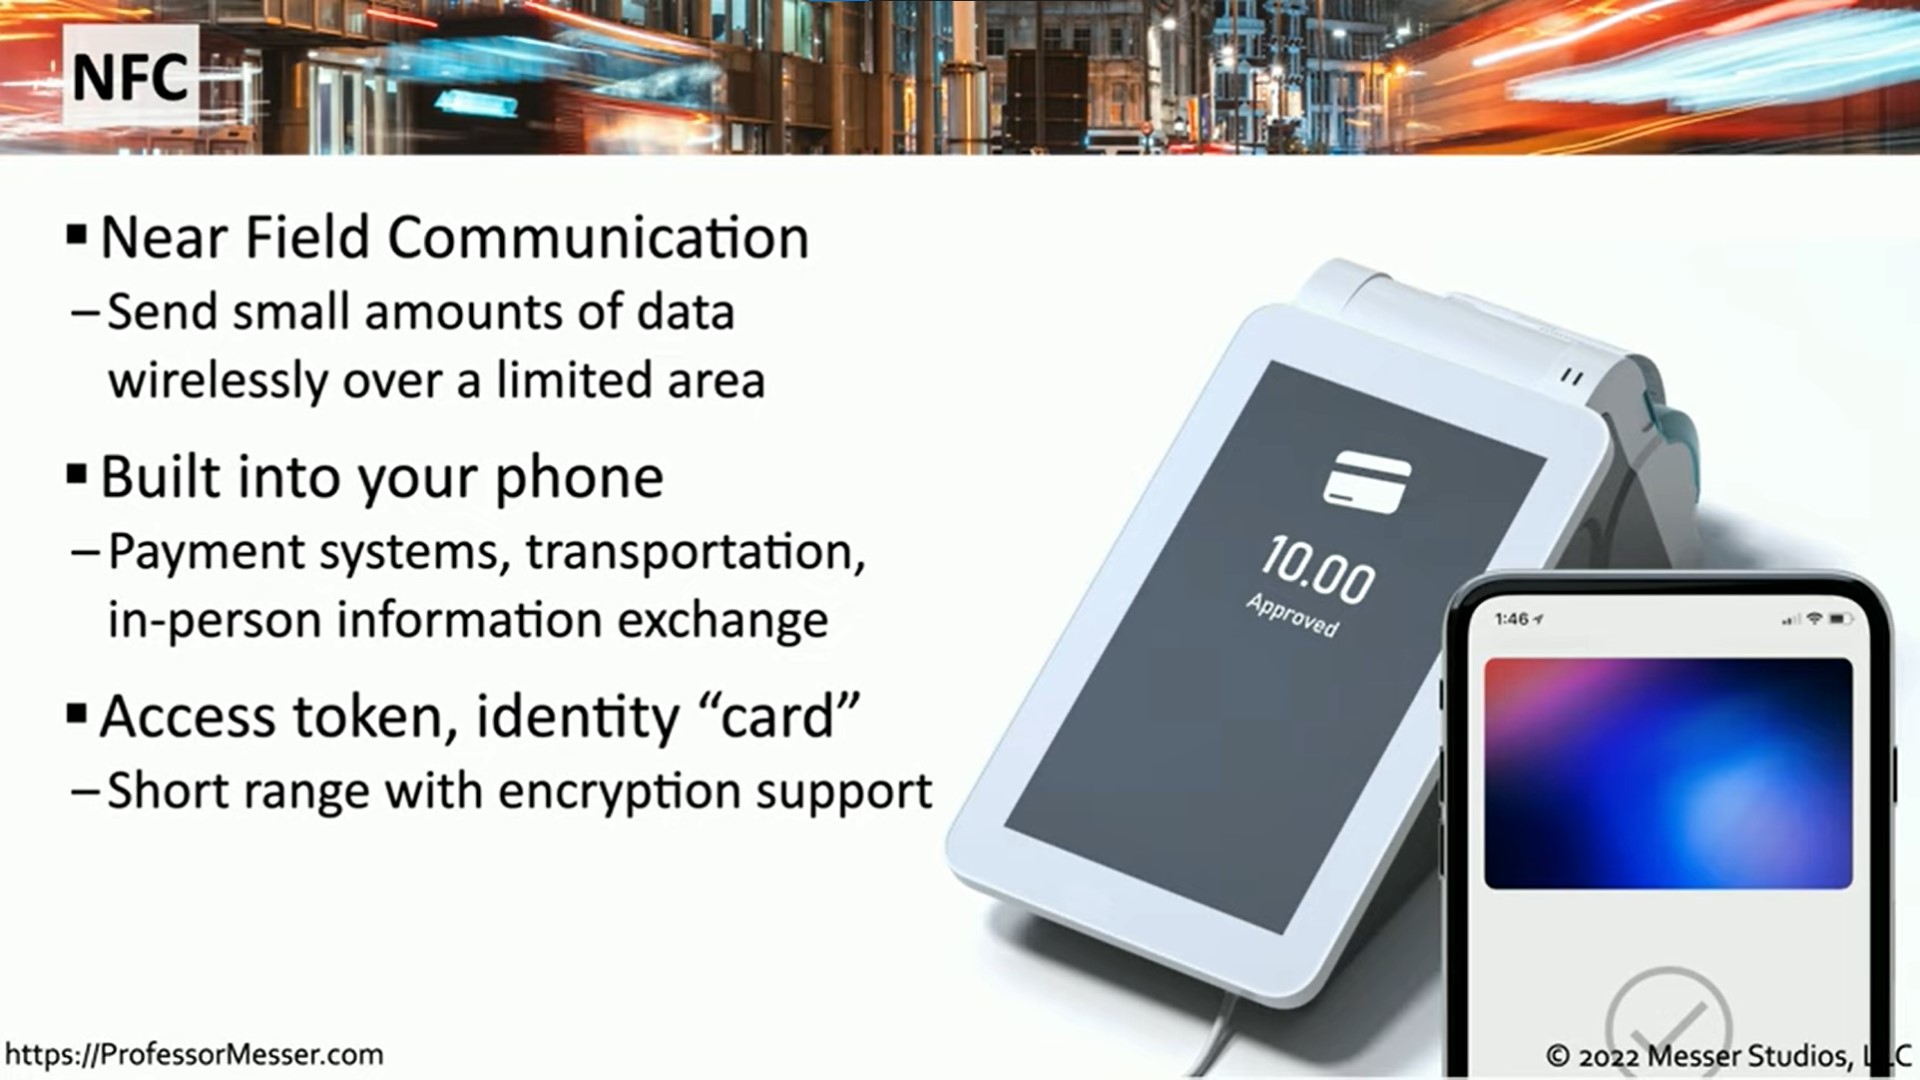 NFC
▪ Near Field Communication
– Send small amounts of data
wirelessly over a limited area
▪ Built into your phone
– Payment systems, transportation,
in-person information exchange
▪ Access token, identity “card”
– Short range with encryption support
10.00
Approved
1:46
https://ProfessorMesser.com
© 2022 Messer Studios, LLC